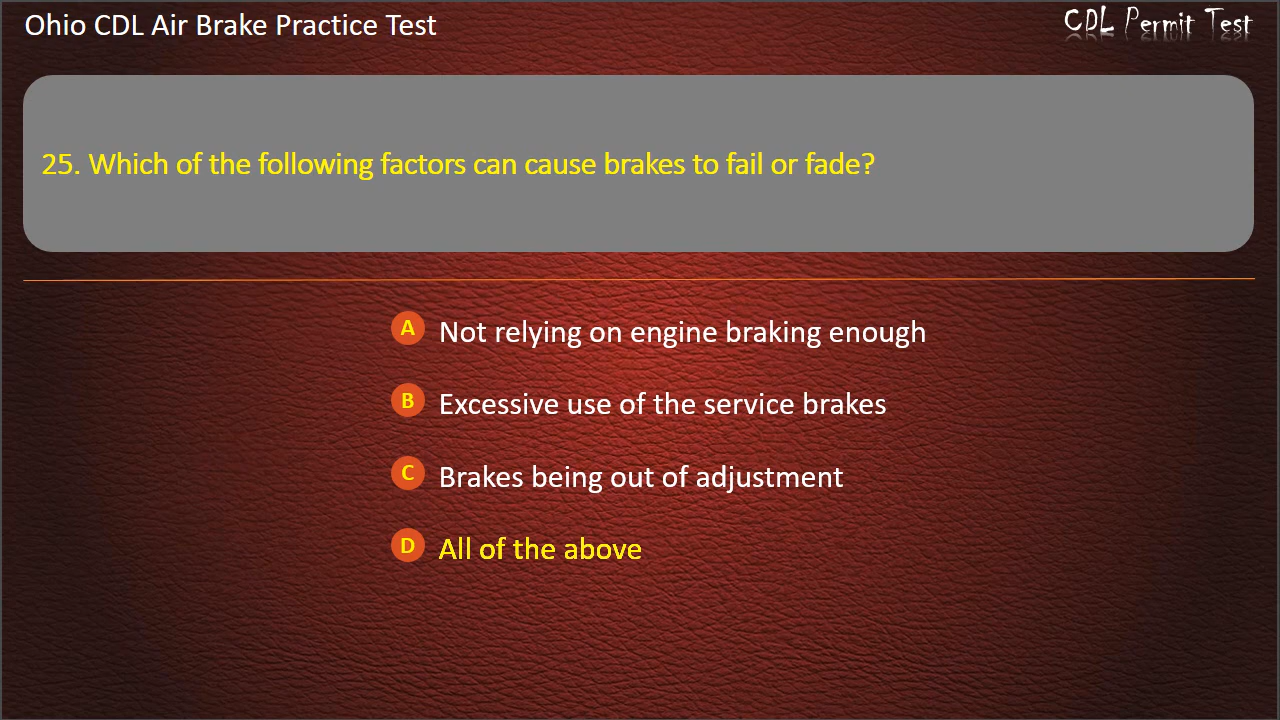 Ohio CDL Air Brake Practice Test
CDL Permit Test
25. Which of the following factors can cause brakes to fail or fade?
A Not relying on engine braking enough
B Excessive use of the service brakes
C Brakes being out of adjustment
D All of the above